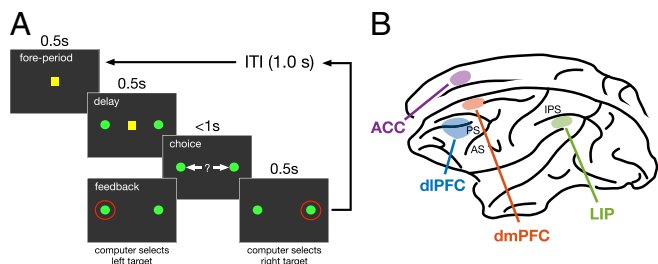 A
0.5s
fore-period
ITI (1.0 s)
0.5s
delay
<1s
choice
?
0.5s
feedback
computer selects
left target
computer selects
right target
B
ACC
IPS
PS
AS
dlPFC
LIP
dmPFC